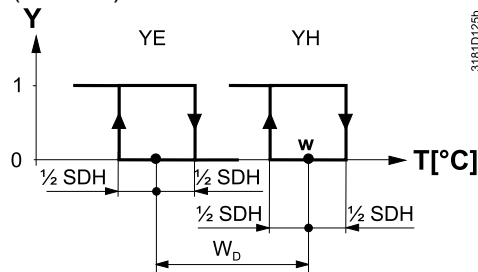 Y
YE YH
1
W
0
T[°C]
½ SDH ½ SDH
½ SDH ½ SDH
W_D
3181D125b